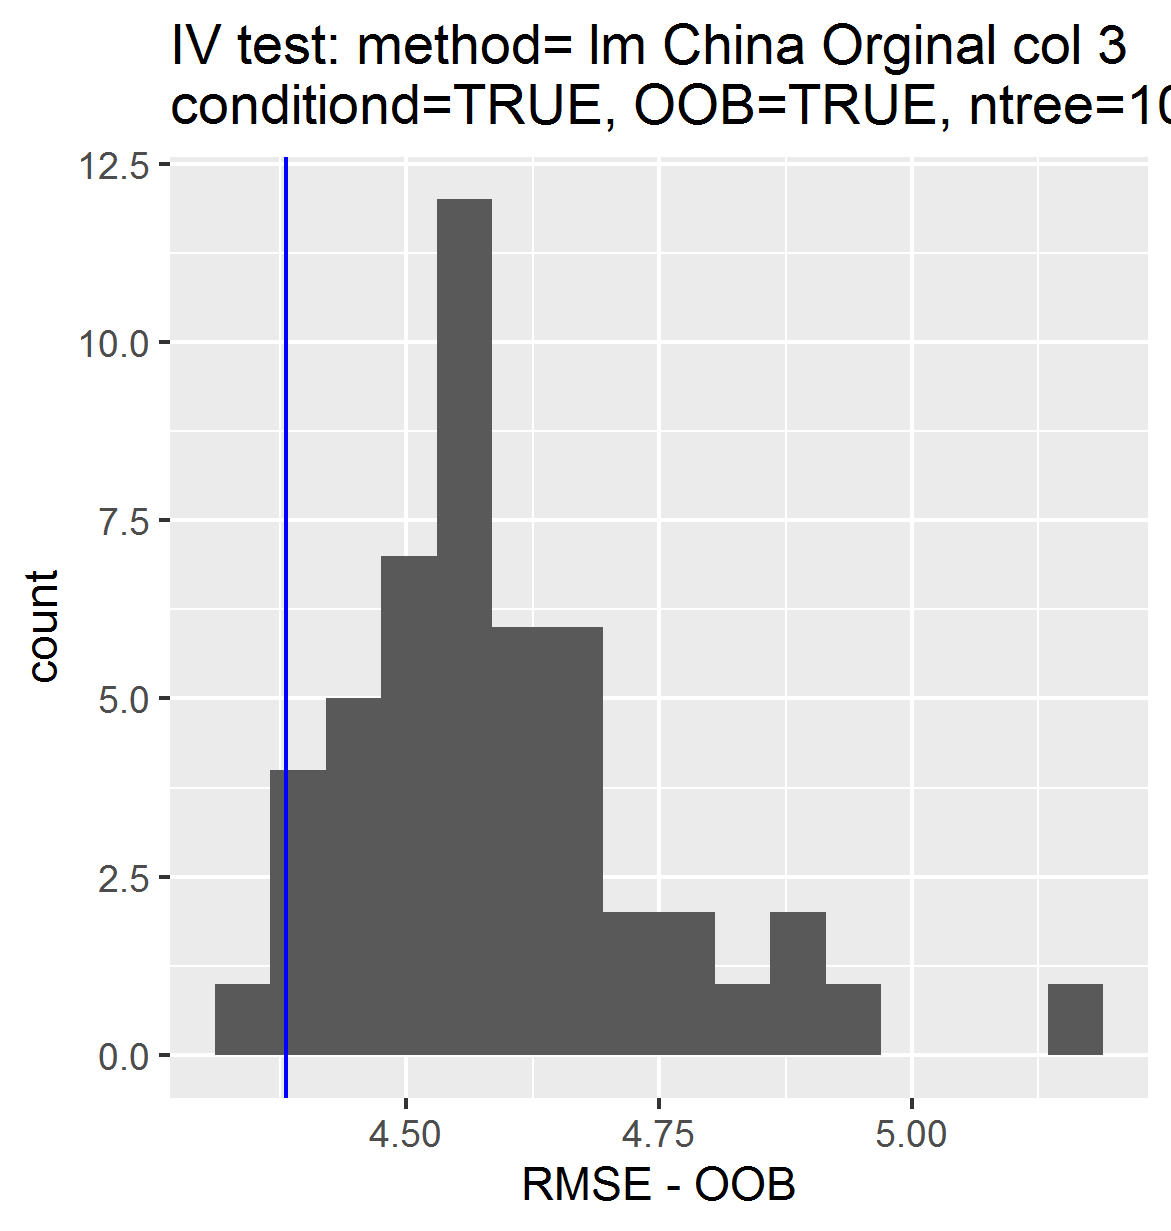 IV test: method= lm China Orginal col 3
conditiond=TRUE, OOB=TRUE, ntree=10
12.5
10.0
7.5
5.0
2.5
0.0
count
4.50 4.75 5.00
RMSE - OOB